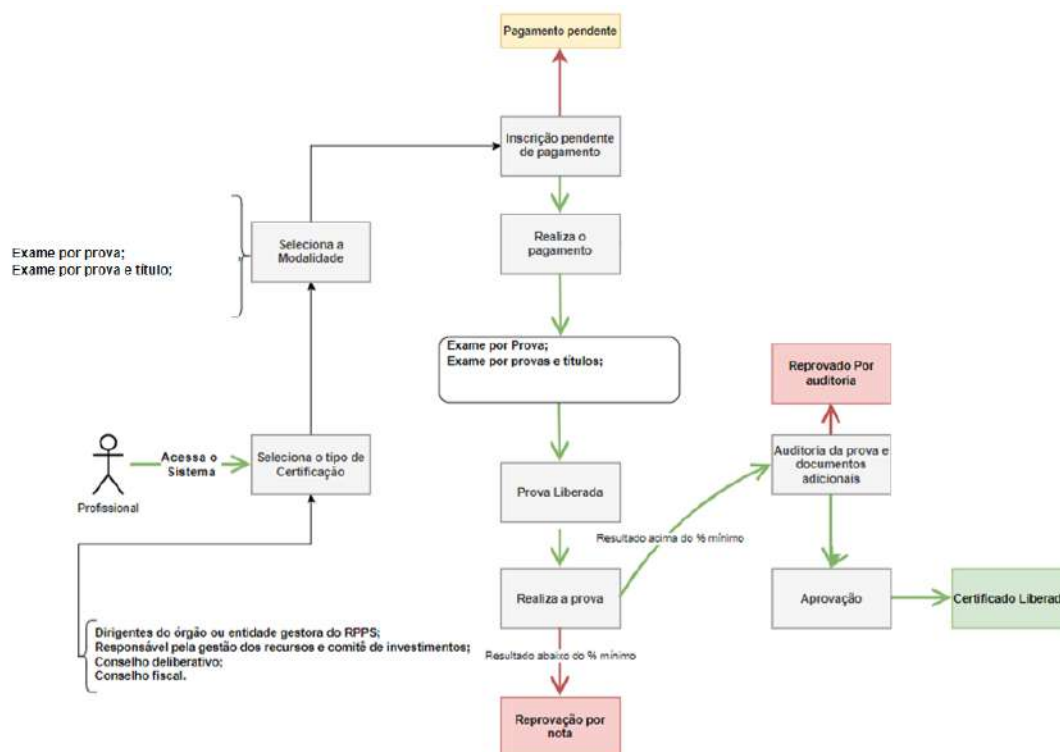 Pagamento pendente
Inscrição pendente
de pagamento
Realiza o
pagamento
Seleciona a
Modalidade
Exame por prova;
Exame por prova e título;
Exame por Prova;
Exame por provas e títulos;
Reprovado Por
auditoria
Acessa o
Sistema
Profissional
Seleciona o tipo de
Certificação
Auditoria da prova e
documentos
adicionais
Prova Liberada
Resultado acima do % mínimo
Realiza a prova
Aprovação
Certificado Liberad
Dirigentes do órgão ou entidade gestora do RPPS;
Responsável pela gestão dos recursos e comitê de investimentos;
Conselho deliberativo;
Conselho fiscal.
Resultado abaixo do % mínimo
Reprovação por
nota